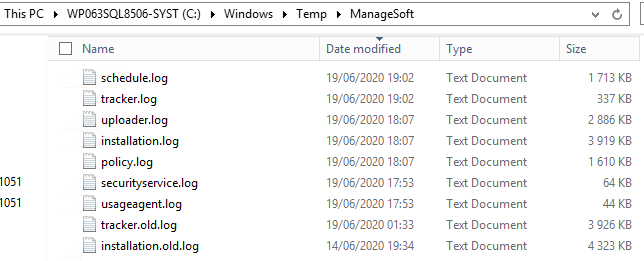 This PC > WP063SQL8506-SYST (C:) > Windows > Temp > ManageSoft
Name Date modified Type Size
schedule.log 19/06/2020 19:02 Text Document 1 713 KB
tracker.log 19/06/2020 19:02 Text Document 337 KB
uploader.log 19/06/2020 18:07 Text Document 2 886 KB
installation.log 19/06/2020 18:07 Text Document 3 919 KB
policy.log 19/06/2020 18:07 Text Document 1 610 KB
1051 securityservice.log 19/06/2020 17:53 Text Document 64 KB
1051 usageagent.log 19/06/2020 17:53 Text Document 44 KB
tracker.old.log 19/06/2020 01:33 Text Document 3 926 KB
installation.old.log 14/06/2020 19:34 Text Document 4 323 KB